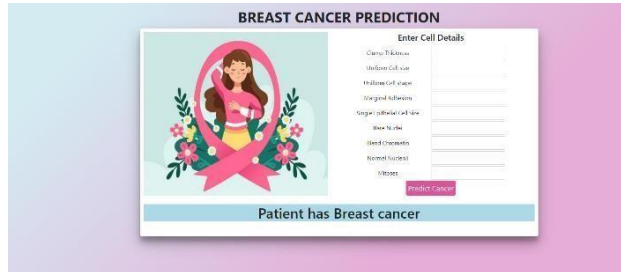 BREAST CANCER PREDICTION
Enter Cell Details
Clump Thickness
Uniform Cell size
Uniform Cell shape
Marginal Adhesion
Single Epithelial Cell Size
Bare Nuclei
Bland Chromatin
Normal Nucleoli
Mitoses
Predict Cancer
Patient has Breast cancer